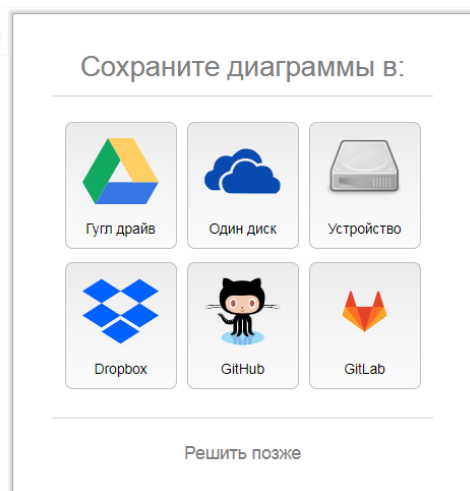 Сохраните диаграммы в:
Гугл драйв
Один диск
Устройство
Dropbox
GitHub
GitLab
Решить позже